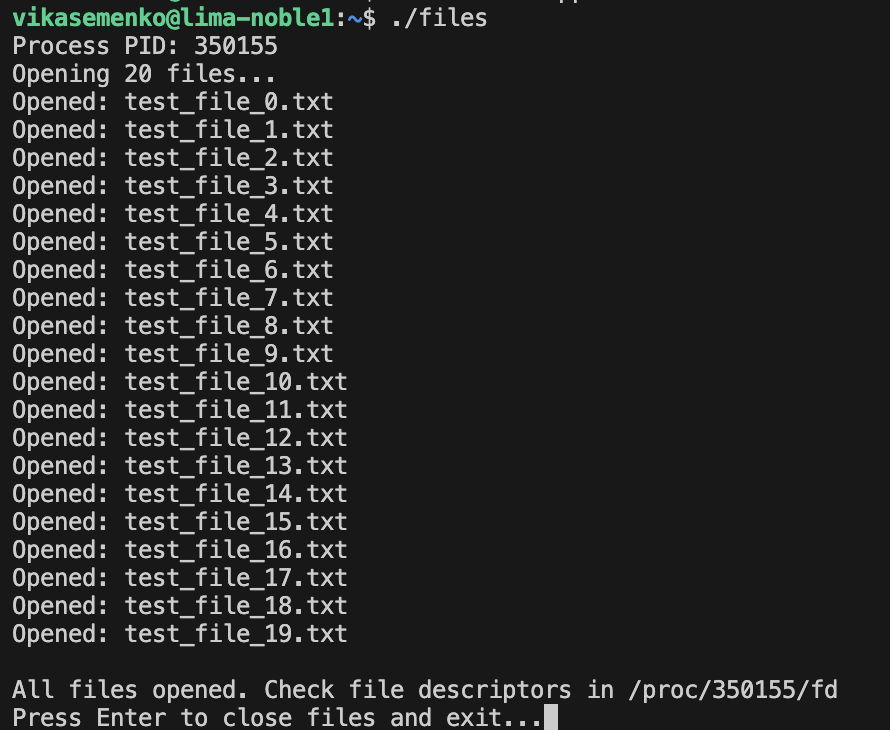 vikasemenko@lima-noble1:~$ ./files
Process PID: 350155
Opening 20 files...
Opened: test_file_0.txt
Opened: test_file_1.txt
Opened: test_file_2.txt
Opened: test_file_3.txt
Opened: test_file_4.txt
Opened: test_file_5.txt
Opened: test_file_6.txt
Opened: test_file_7.txt
Opened: test_file_8.txt
Opened: test_file_9.txt
Opened: test_file_10.txt
Opened: test_file_11.txt
Opened: test_file_12.txt
Opened: test_file_13.txt
Opened: test_file_14.txt
Opened: test_file_15.txt
Opened: test_file_16.txt
Opened: test_file_17.txt
Opened: test_file_18.txt
Opened: test_file_19.txt
All files opened. Check file descriptors in /proc/350155/fd
Press Enter to close files and exit...